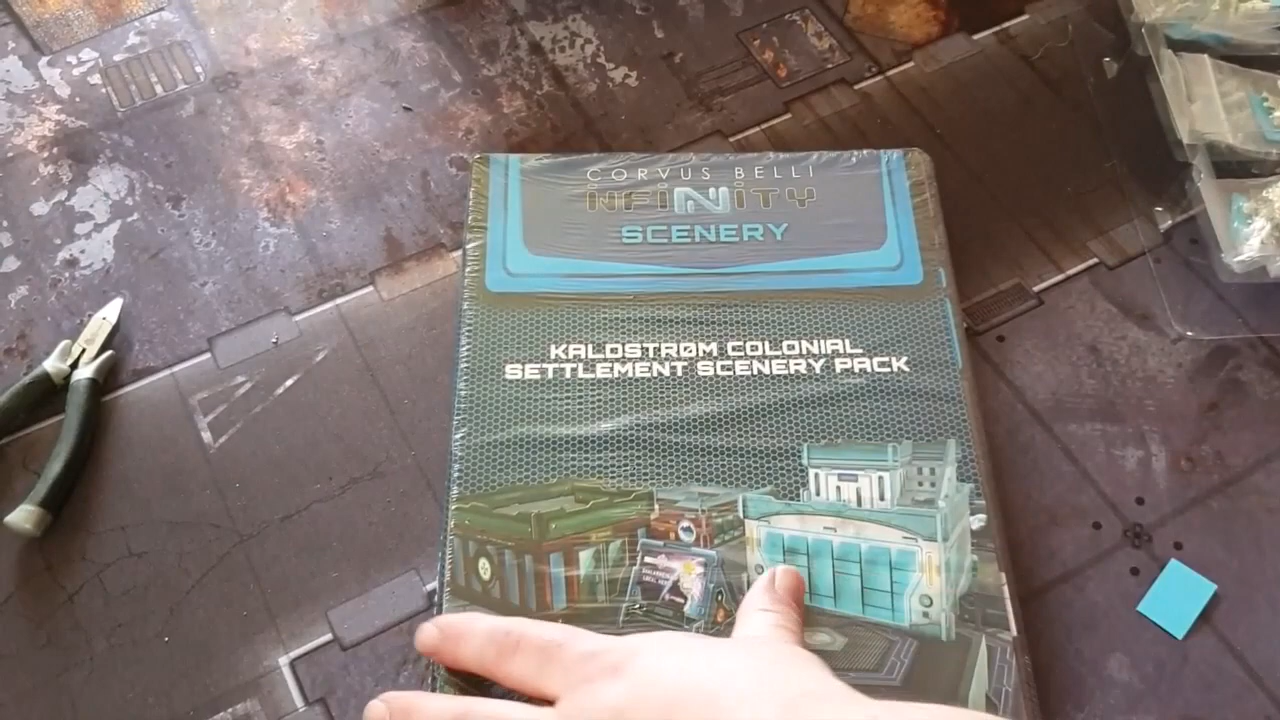 CORVUS BELLI
iNFiNiTY
SCENERY
KALDSTRØM COLONIAL
SETTLEMENT SCENERY PACK